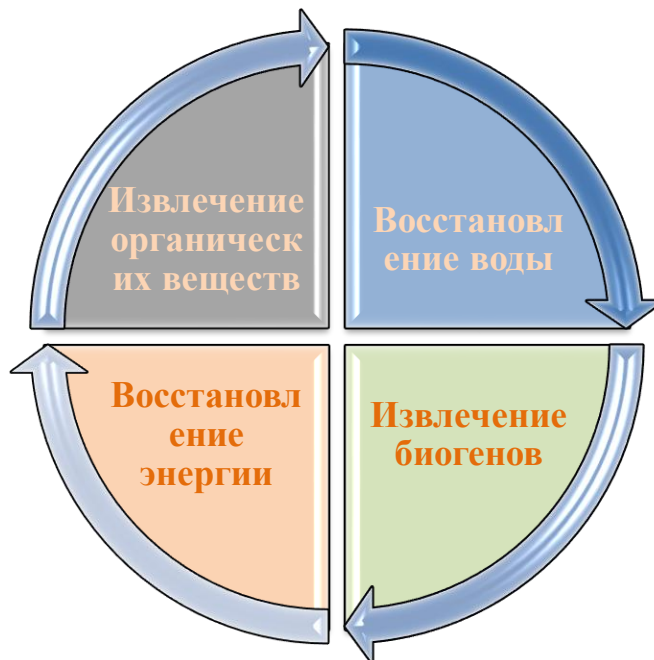 Извлечение
органическ
их веществ
Восстановл
ение воды
Восстановл
ение
энергии
Извлечение
биогенов